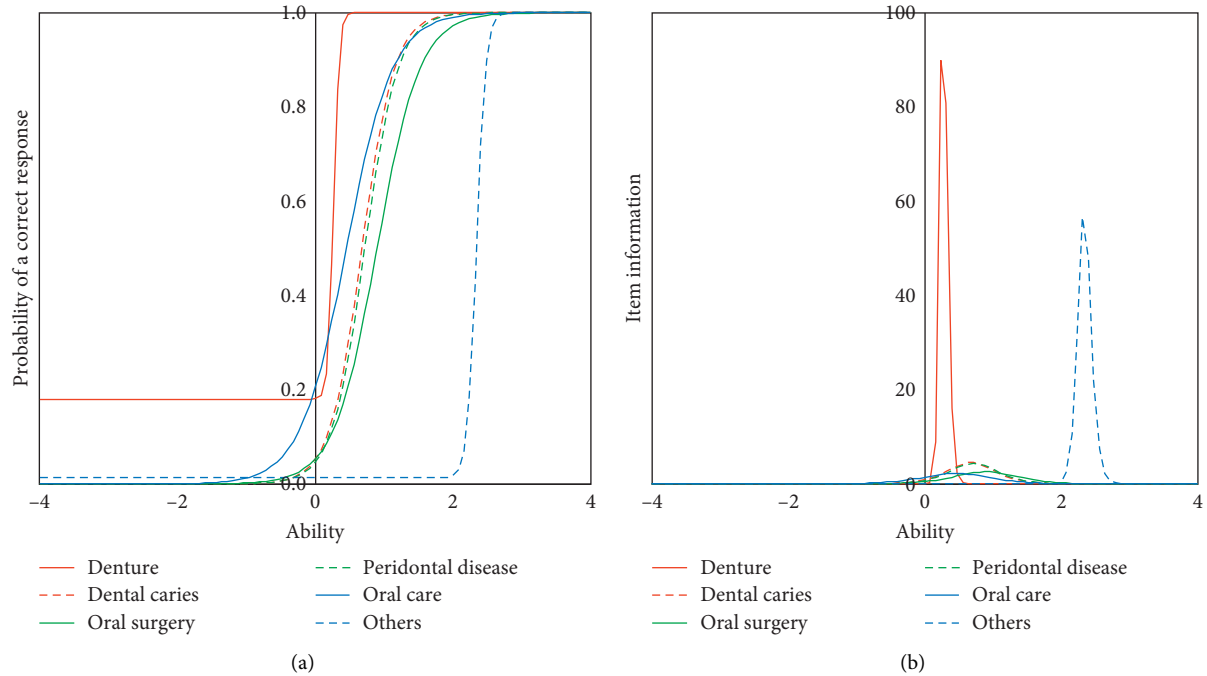 1.0
0.8
0.6
0.4
0.2
0.0
Probability of a correct response
−4
−2
0
2
4
Ability
Denture
Dental caries
Oral surgery
Peridontal disease
Oral care
Others
(a)
100
80
60
40
20
0
Item information
−4
−2
0
2
4
Ability
Denture
Dental caries
Oral surgery
Peridontal disease
Oral care
Others
(b)